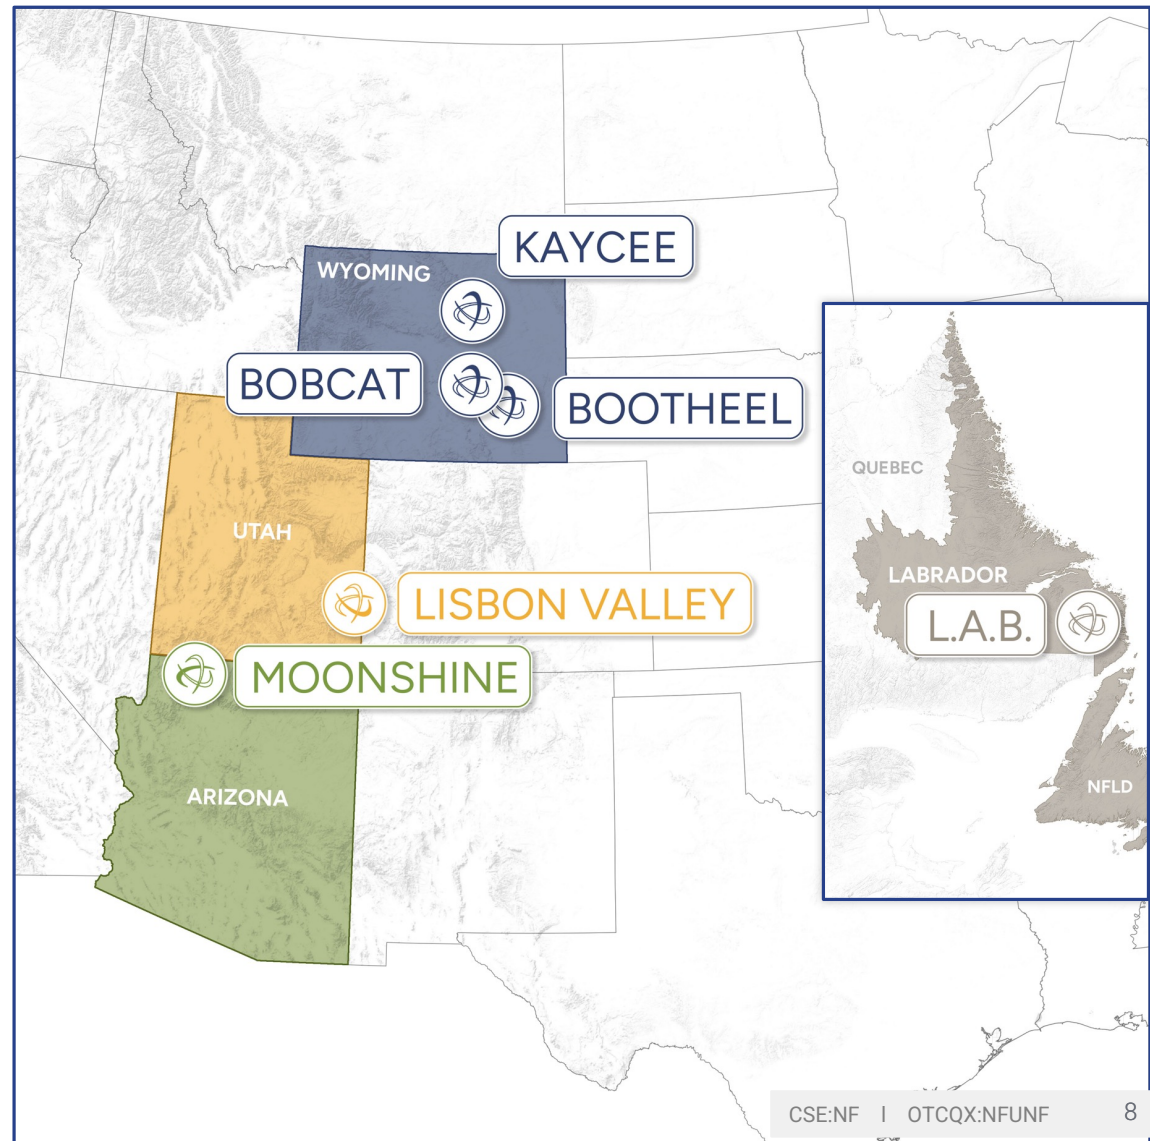 KAYCEE
WYOMING
BOBCAT
BOOTHEEL
QUEBEC
UTAH
LABRADOR
LISBON VALLEY
L.A.B.
MOONSHINE
NFLD
ARIZONA
CSE:NF | OTCQX:NFUNF 8